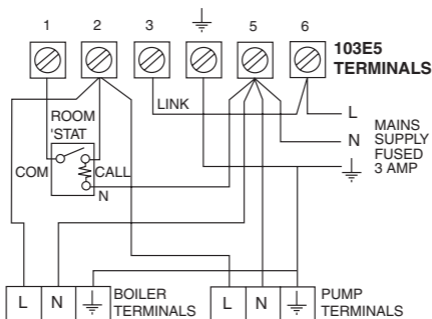 1 2 3 5 6
103E5
TERMINALS
LINK
ROOM
'STAT
COM
CALL
N
L
N
MAINS
SUPPLY
FUSED
3 AMP
L N
BOILER
TERMINALS
L N
PUMP
TERMINALS